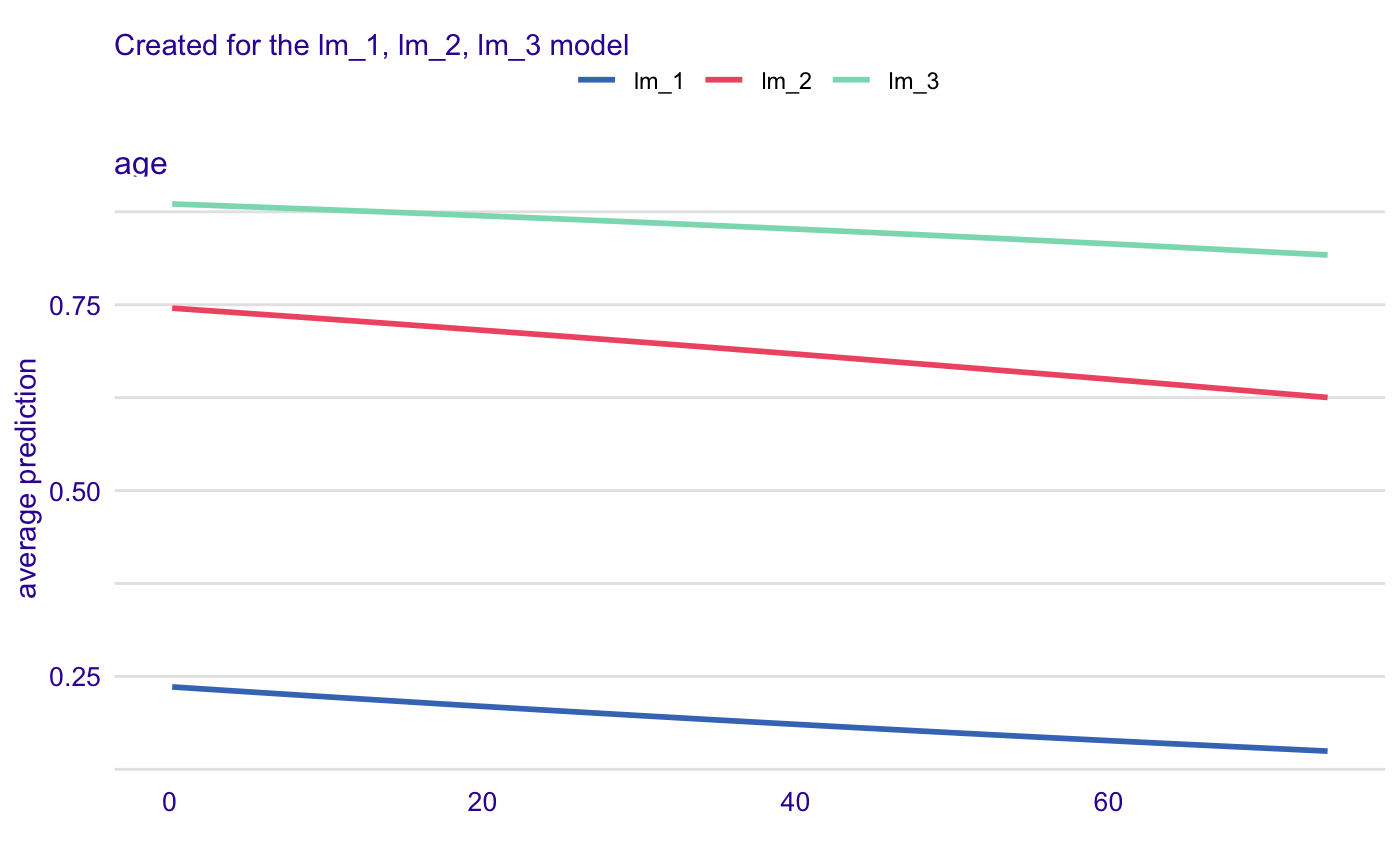 Created for the lm_1, lm_2, lm_3 model
lm_1 lm_2 lm_3
age
average prediction
0.75
0.50
0.25
0 20 40 60